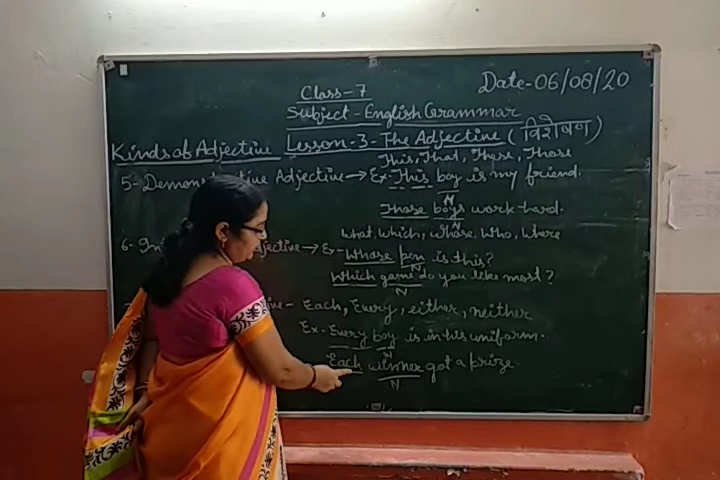 Class-7
Date-06/08/20
Subject-English Grammar
Kinds of Adjective Lesson-3-The Adjective (विशेषण)
This, That, These, Those
5- Demonstrative Adjective → Ex-This boy is my friend.
N
Those boys work hard.
N
What, which, whose, who, where
6- In jective → Ex-Whose pen is this?
N
Which game do you like most?
N
tive - Each, Every, either, neither
Ex-Every boy is in his uniform.
N
Each winner got a prize.
N